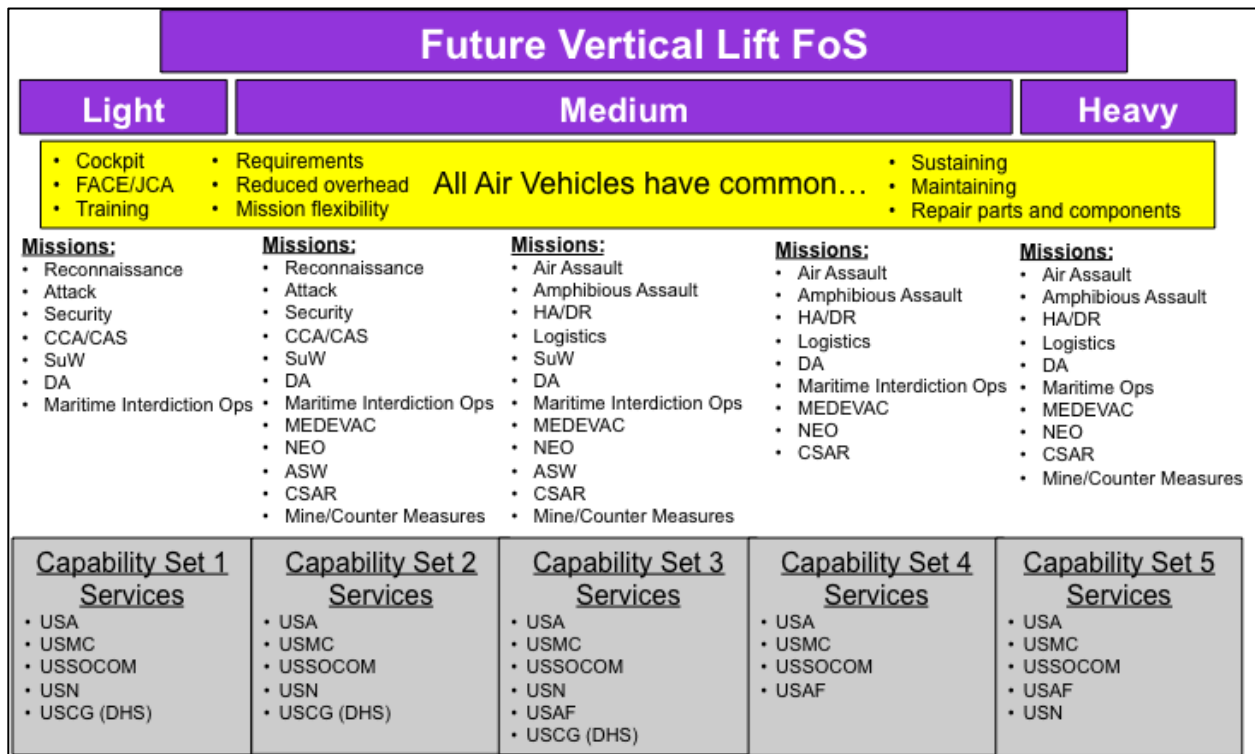 Future Vertical Lift FoS
Light
Medium
Heavy
• Cockpit
• FACE/JCA
• Training
• Requirements
• Reduced overhead
• Mission flexibility
All Air Vehicles have common…
• Sustaining
• Maintaining
• Repair parts and components
Missions:
• Reconnaissance
• Attack
• Security
• CCA/CAS
• SuW
• DA
• Maritime Interdiction Ops
Missions:
• Reconnaissance
• Attack
• Security
• CCA/CAS
• SuW
• DA
• Maritime Interdiction Ops
• MEDEVAC
• NEO
• ASW
• CSAR
• Mine/Counter Measures
Missions:
• Air Assault
• Amphibious Assault
• HA/DR
• Logistics
• SuW
• DA
• Maritime Interdiction Ops
• MEDEVAC
• NEO
• ASW
• CSAR
• Mine/Counter Measures
Missions:
• Air Assault
• Amphibious Assault
• HA/DR
• Logistics
• DA
• Maritime Interdiction Ops
• MEDEVAC
• NEO
• CSAR
Missions:
• Air Assault
• Amphibious Assault
• HA/DR
• Logistics
• DA
• Maritime Ops
• MEDEVAC
• NEO
• CSAR
• Mine/Counter Measures
Capability Set 1
Services
• USA
• USMC
• USSOCOM
• USN
• USCG (DHS)
Capability Set 2
Services
• USA
• USMC
• USSOCOM
• USN
• USCG (DHS)
Capability Set 3
Services
• USA
• USMC
• USSOCOM
• USN
• USAF
• USCG (DHS)
Capability Set 4
Services
• USA
• USMC
• USSOCOM
• USAF
Capability Set 5
Services
• USA
• USMC
• USSOCOM
• USAF
• USN